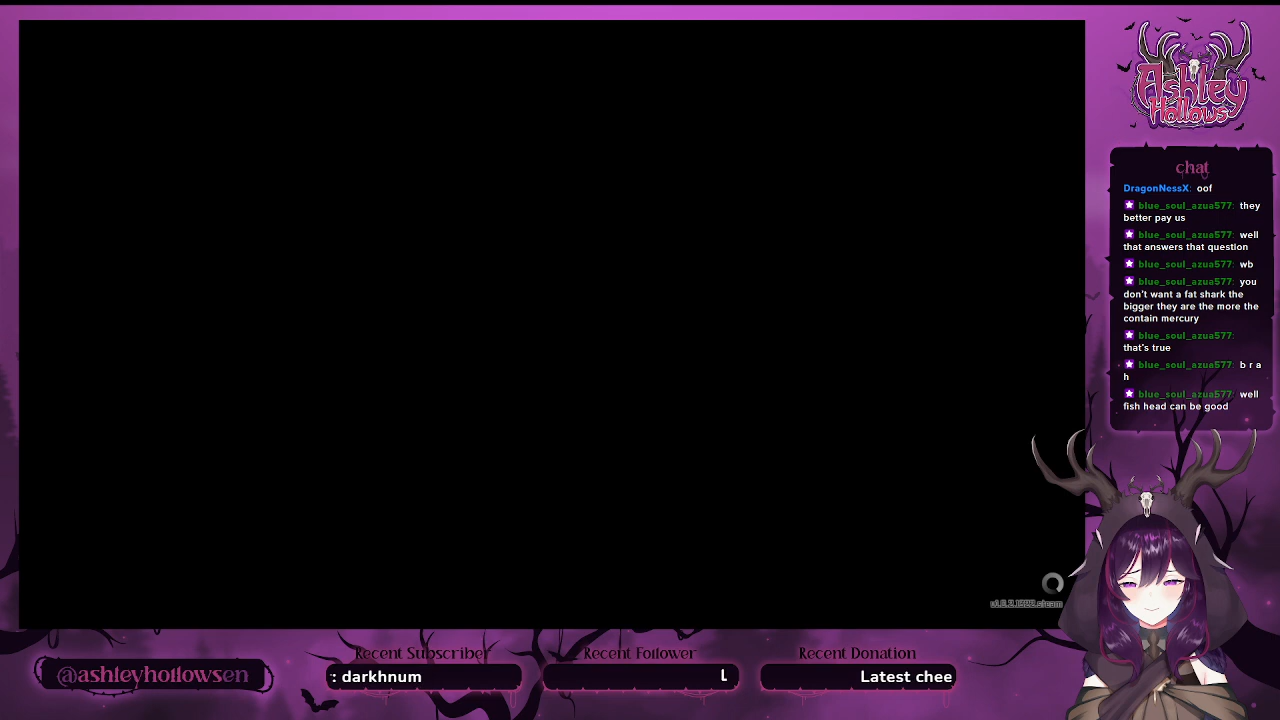 Ashley
Hollows
chat
DragonNessX: oof
blue_soul_azua577: they
better pay us
blue_soul_azua577: well
that answers that question
blue_soul_azua577: wb
blue_soul_azua577: you
don't want a fat shark the
bigger they are the more the
contain mercury
blue_soul_azua577:
that's true
blue_soul_azua577: b r a
h
blue_soul_azua577: well
fish head can be good
@ashleyhollowsen
Recent Subscriber
: darkhnum
Recent Follower
L
Recent Donation
Latest chee